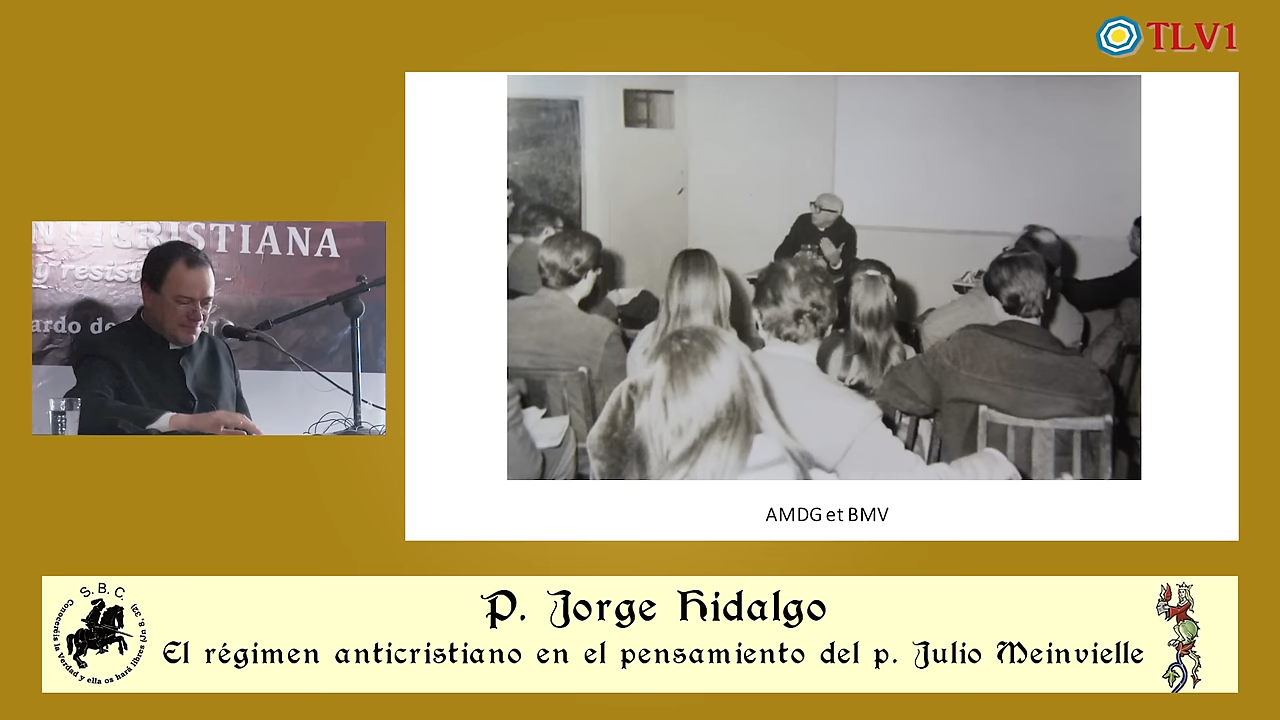 TLV1
NTICRISTIANA
y resist
ardo de
AMDG et BMV
S. B. C.
Conoceréis la Verdad y ella os hará libres (Jn 8, 32)
P. Jorge Hidalgo
El régimen anticristiano en el pensamiento del p. Julio Meinvielle